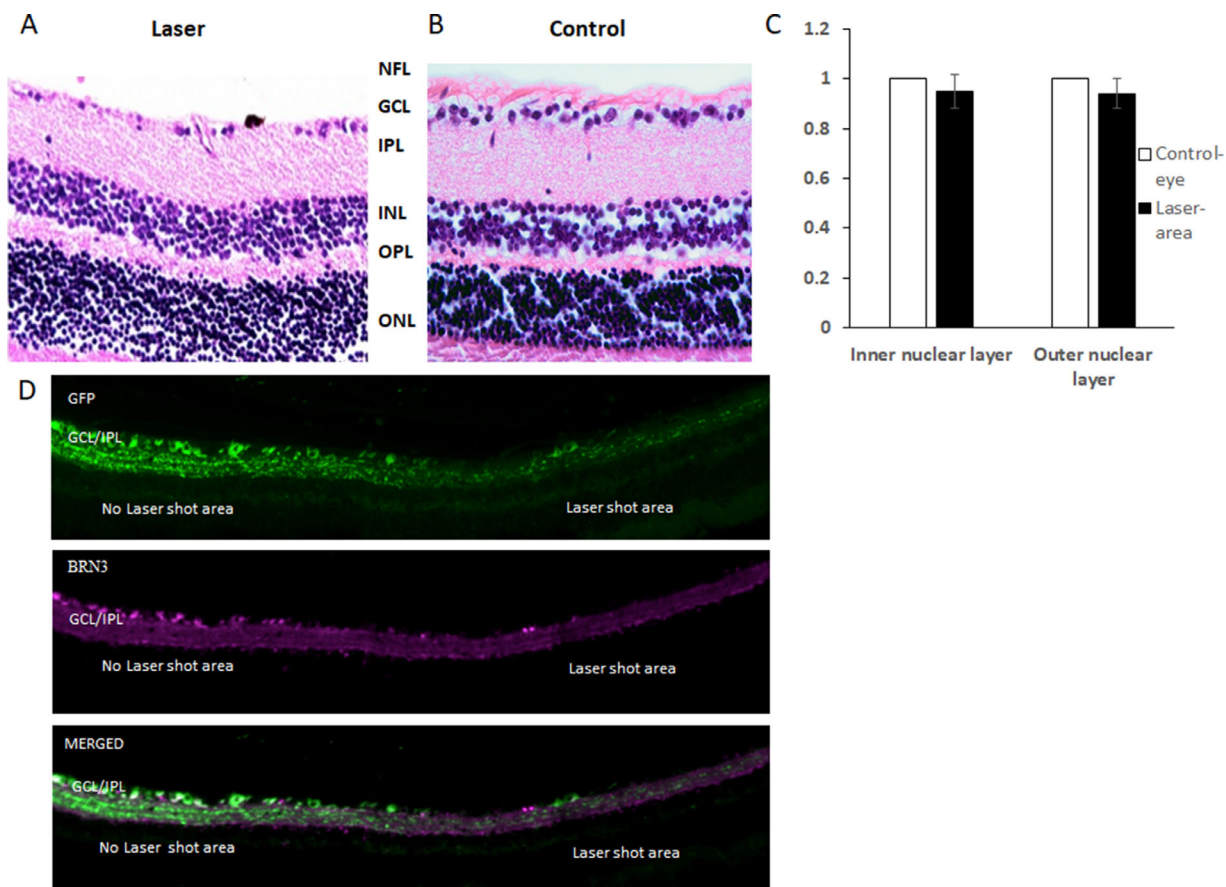 A
Laser
B
Control
C
NFL
GCL
IPL
INL
OPL
ONL
1.2
1
0.8
0.6
0.4
0.2
0
Control-
eye
Laser-
area
Inner nuclear layer
Outer nuclear
layer
D
GFP
GCL/IPL
No Laser shot area
Laser shot area
BRN3
GCL/IPL
No Laser shot area
Laser shot area
MERGED
GCL/IPL
No Laser shot area
Laser shot area